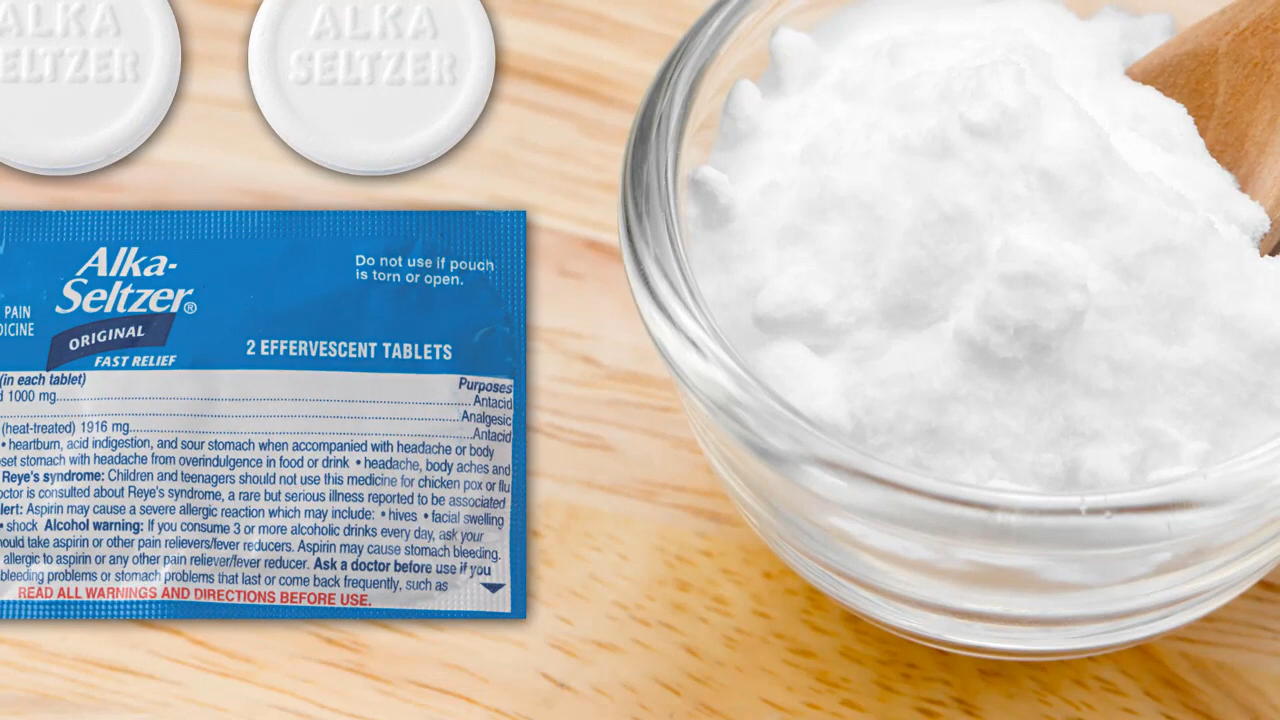 ALKA
ELTZER
ALKA
SELTZER
Alka-
Seltzer®
PAIN
DICINE
ORIGINAL
FAST RELIEF
Do not use if pouch
is torn or open.
2 EFFERVESCENT TABLETS
(in each tablet) Purposes
d 1000 mg Antacid
Analgesic
(heat-treated) 1916 mg Antacid
• heartburn, acid indigestion, and sour stomach when accompanied with headache or body
set stomach with headache from overindulgence in food or drink • headache, body aches and
Reye's syndrome: Children and teenagers should not use this medicine for chicken pox or flu
octor is consulted about Reye's syndrome, a rare but serious illness reported to be associated
lert: Aspirin may cause a severe allergic reaction which may include: • hives • facial swelling
• shock Alcohol warning: If you consume 3 or more alcoholic drinks every day, ask your
hould take aspirin or other pain relievers/fever reducers. Aspirin may cause stomach bleeding.
allergic to aspirin or any other pain reliever/fever reducer. Ask a doctor before use if you
bleeding problems or stomach problems that last or come back frequently, such as
READ ALL WARNINGS AND DIRECTIONS BEFORE USE.